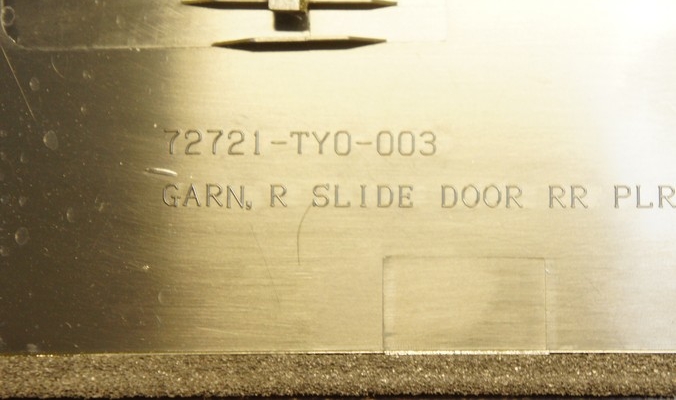 72721-TY0-003
GARN, R SLIDE DOOR RR PLR